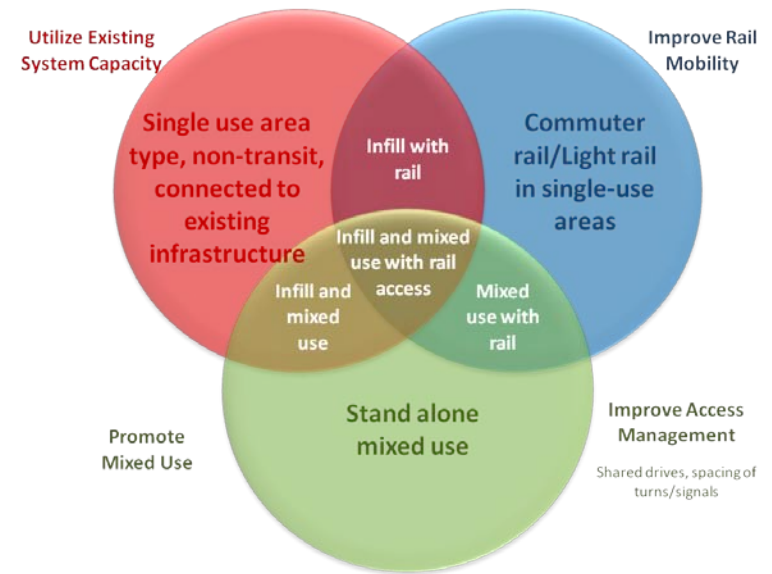 Utilize Existing
System Capacity
Improve Rail
Mobility
Single use area
type, non-transit,
connected to
existing
infrastructure
Infill with
rail
Commuter
rail/Light rail
in single-use
areas
Infill and mixed
use with rail
access
Infill and
mixed
use
Mixed
use with
rail
Stand alone
mixed use
Promote
Mixed Use
Improve Access
Management
Shared drives, spacing of
turns/signals